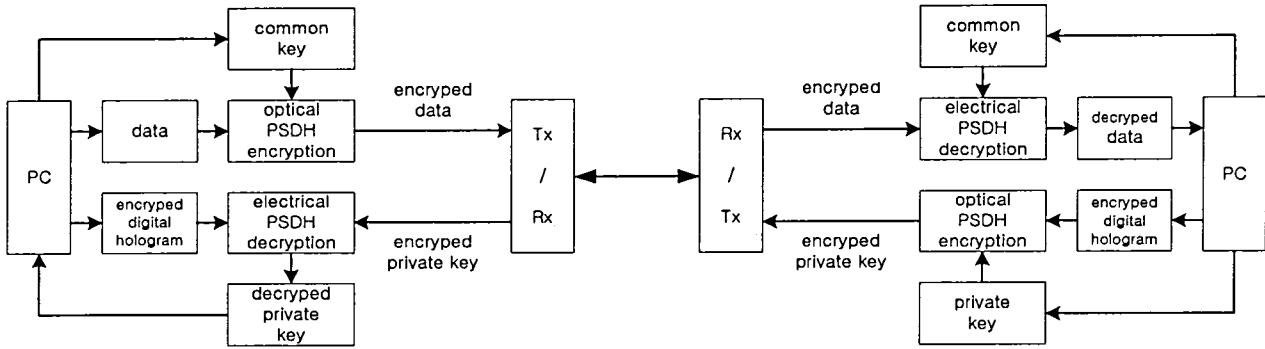 common
key
PC
data
optical
PSDH
encryption
encryped
data
encryped
digital
hologram
electrical
PSDH
decryption
encryped
private key
decryped
private
key
Tx
/
Rx
Rx
/
Tx
common
key
encryped
data
electrical
PSDH
decryption
decryped
data
PC
encryped
private key
optical
PSDH
encryption
encryped
digital
hologram
private
key